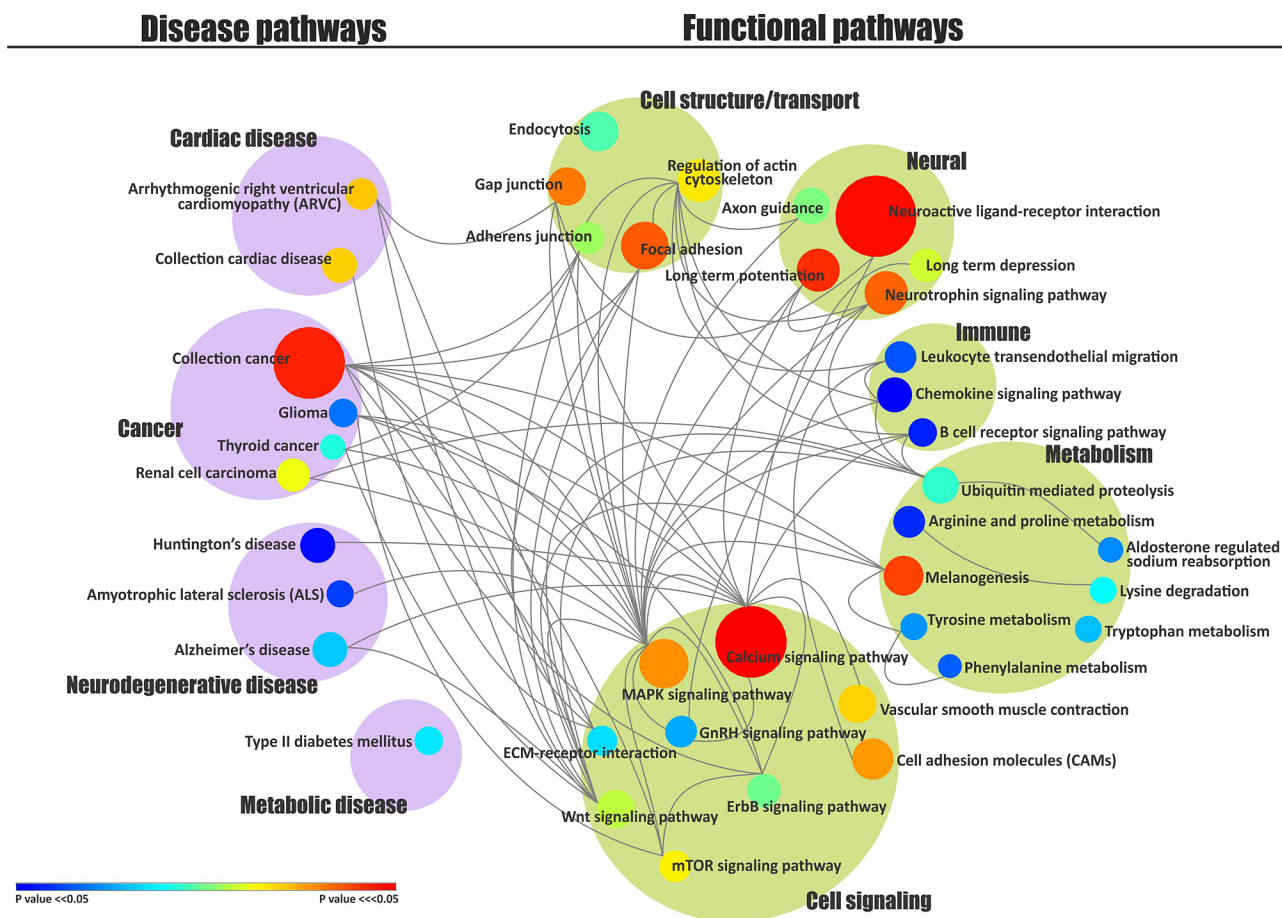 Disease pathways
Functional pathways
Cardiac disease
Arrhythmogenic right ventricular
cardiomyopathy (ARVC)
Collection cardiac disease
Collection cancer
Glioma
Cancer
Thyroid cancer
Renal cell carcinoma
Huntington's disease
Amyotrophic lateral sclerosis (ALS)
Alzheimer's disease
Neurodegenerative disease
Type II diabetes mellitus
Metabolic disease
Cell structure/transport
Endocytosis
Regulation of actin
cytoskeleton
Gap junction
Adherens junction
Focal adhesion
Neural
Axon guidance
Neuroactive ligand-receptor interaction
Long term potentiation
Long term depression
Neurotrophin signaling pathway
Immune
Leukocyte transendothelial migration
Chemokine signaling pathway
B cell receptor signaling pathway
Metabolism
Ubiquitin mediated proteolysis
Arginine and proline metabolism
Aldosterone regulated
sodium reabsorption
Melanogenesis
Lysine degradation
Tyrosine metabolism
Tryptophan metabolism
Phenylalanine metabolism
Calcium signaling pathway
MAPK signaling pathway
Vascular smooth muscle contraction
GnRH signaling pathway
ECM-receptor interaction
Cell adhesion molecules (CAMs)
ErbB signaling pathway
Wnt signaling pathway
mTOR signaling pathway
Cell signaling
P value <<0.05
P value <<<0.05